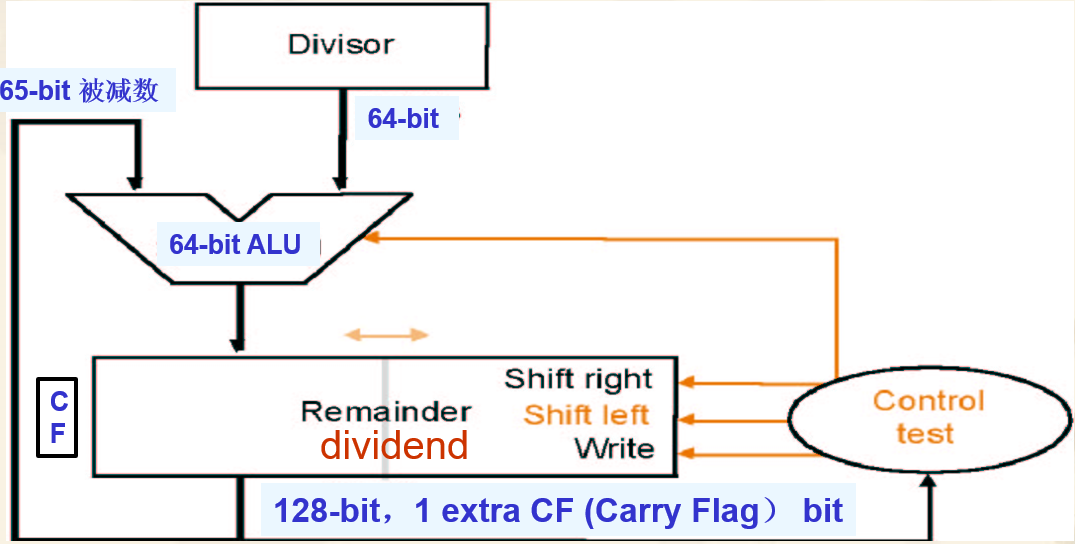 Divisor
65-bit 被减数
64-bit
64-bit ALU
C
F
Shift right
Remainder
Shift left
dividend
Write
Control
test
128-bit，1 extra CF (Carry Flag） bit